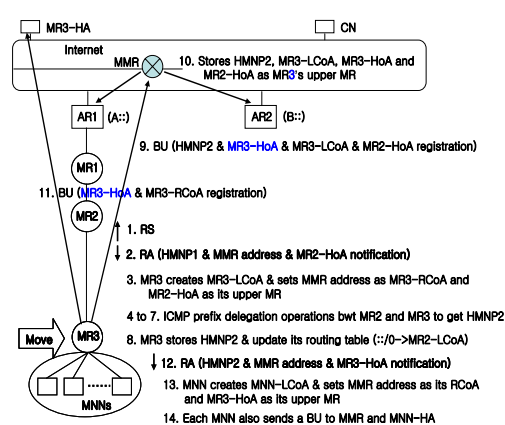 MR3-HA
CN
Internet
MMR
10. Stores HMNP2, MR3-LCoA, MR3-HoA and
MR2-HoA as MR3's upper MR
AR1
(A::)
AR2
(B::)
9. BU (HMNP2 & MR3-HoA & MR3-LCoA & MR2-HoA registration)
MR1
11. BU (MR3-HoA & MR3-RCoA registration)
MR2
1. RS
2. RA (HMNP1 & MMR address & MR2-HoA notification)
3. MR3 creates MR3-LCoA & sets MMR address as MR3-RCoA and
MR2-HoA as its upper MR
4 to 7. ICMP prefix delegation operations bwt MR2 and MR3 to get HMNP2
Move
MR3
8. MR3 stores HMNP2 & update its routing table (::/0->MR2-LCoA)
12. RA (HMNP2 & MMR address & MR3-HoA notification)
13. MNN creates MNN-LCoA & sets MMR address as its RCoA
and MR3-HoA as its upper MR
MNNs
14. Each MNN also sends a BU to MMR and MNN-HA